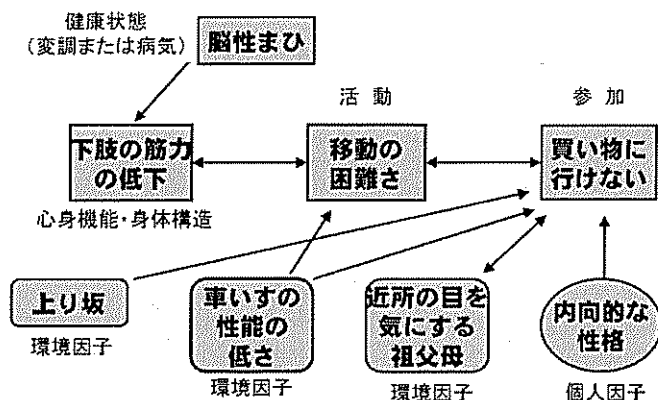 健康状態
（変調または病気）
脳性まひ
活 動
参 加
下肢の筋力
の低下
移動の
困難さ
買い物に
行けない
心身機能・身体構造
上り坂
車いすの
性能の
低さ
近所の目を
気にする
祖父母
内向的な
性格
環境因子
環境因子
環境因子
個人因子